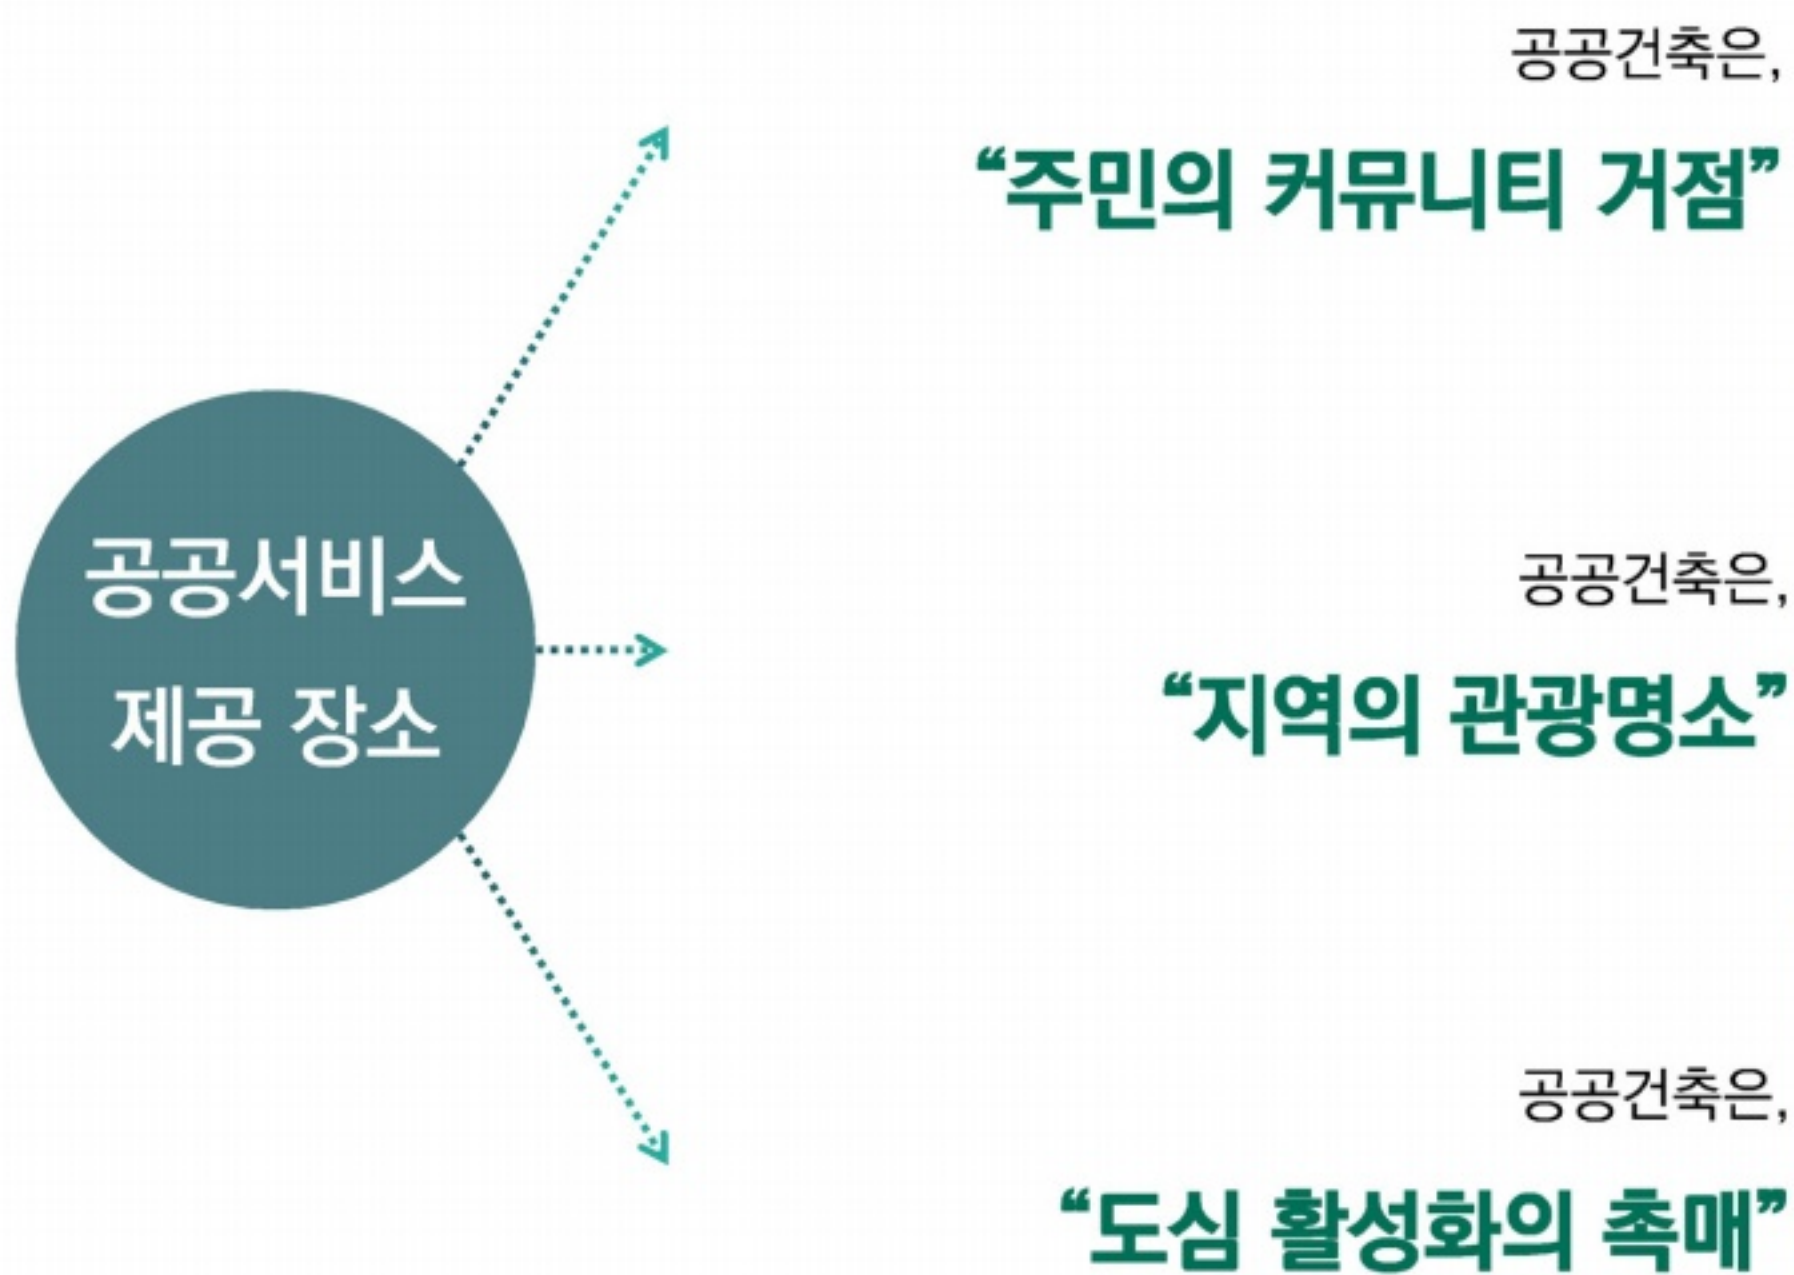 공공서비스
제공 장소
공공건축은,
“주민의 커뮤니티 거점”
공공건축은,
“지역의 관광명소”
공공건축은,
“도심 활성화의 촉매”